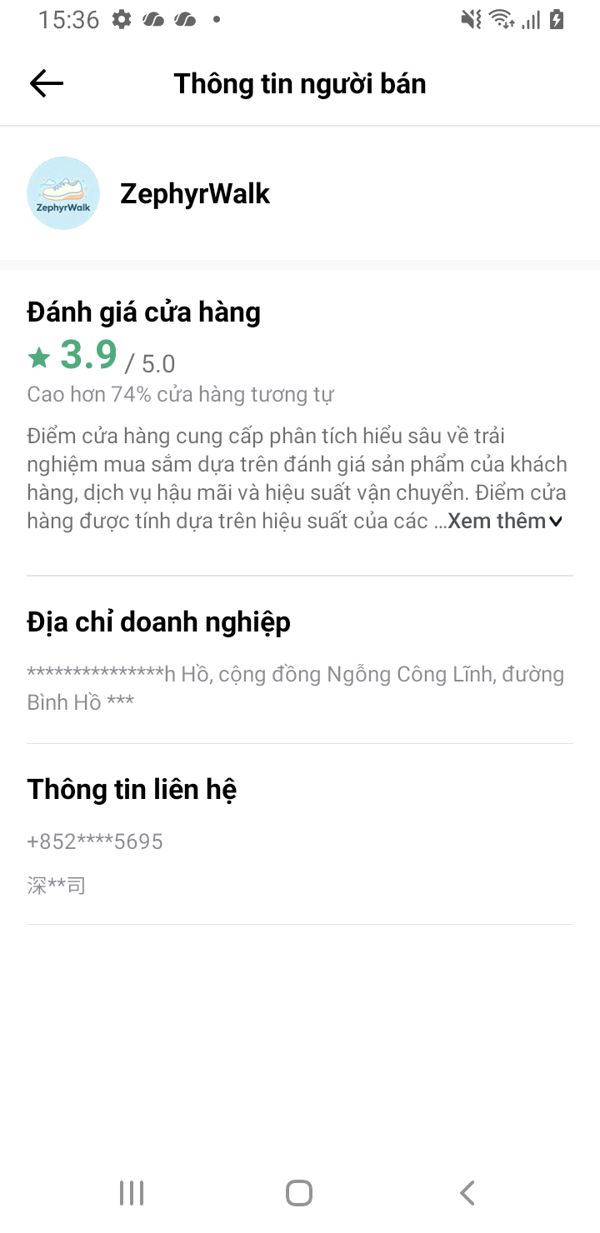 15:36
Thông tin người bán
ZephyrWalk
ZephyrWalk
Đánh giá cửa hàng
3.9 / 5.0
Cao hơn 74% cửa hàng tương tự
Điểm cửa hàng cung cấp phân tích hiểu sâu về trải
nghiệm mua sắm dựa trên đánh giá sản phẩm của khách
hàng, dịch vụ hậu mãi và hiệu suất vận chuyển. Điểm cửa
hàng được tính dựa trên hiệu suất của các ...Xem thêm
Địa chỉ doanh nghiệp
***************h Hồ, cộng đồng Ngỗng Công Lĩnh, đường
Bình Hồ ***
Thông tin liên hệ
+852****5695
深**司